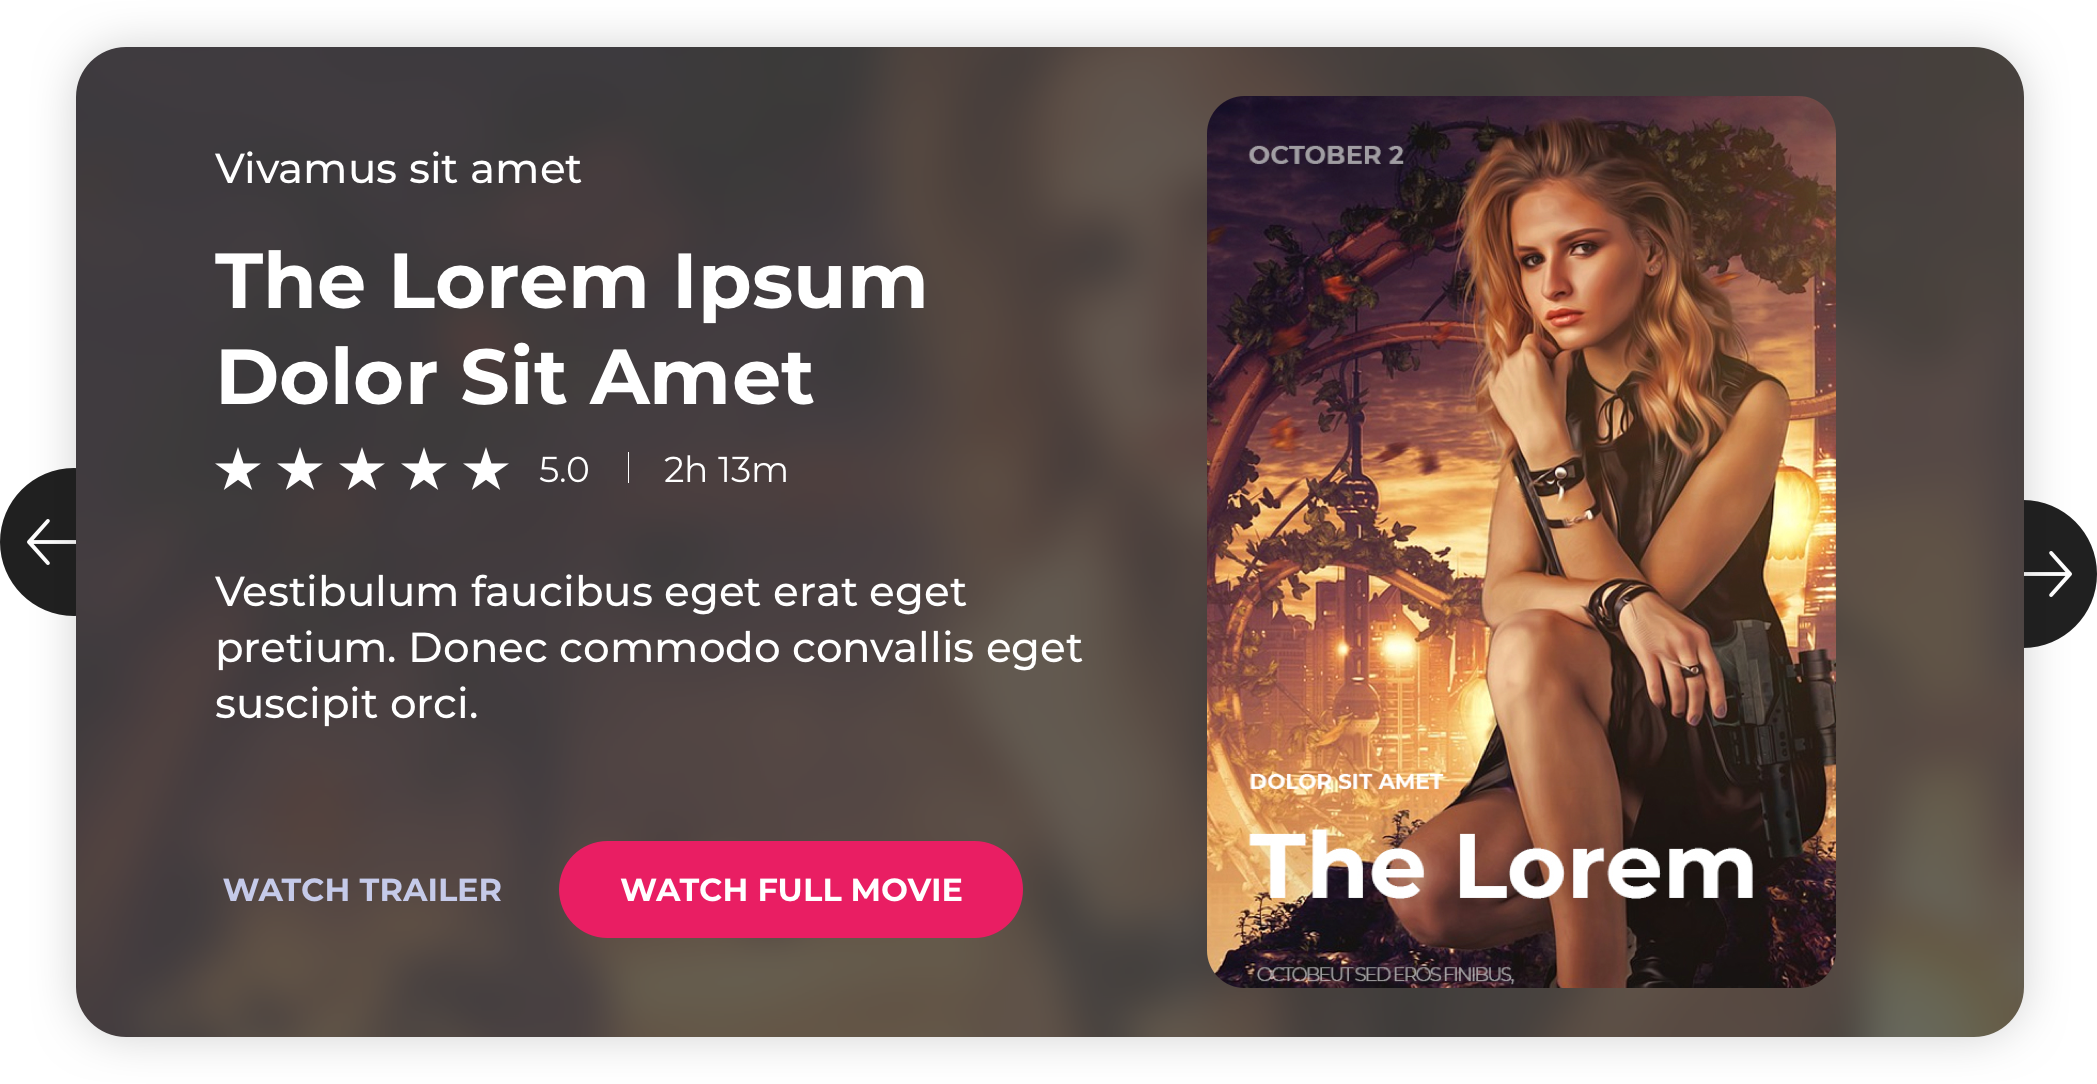 Vivamus sit amet
The Lorem Ipsum
Dolor Sit Amet
5.0 | 2h 13m
Vestibulum faucibus eget erat eget
pretium. Donec commodo convallis eget
suscipit orci.
WATCH TRAILER
WATCH FULL MOVIE
OCTOBER 2
DOLOR SIT AMET
The Lorem
OCTOBEUT SED EROS FINIBUS,